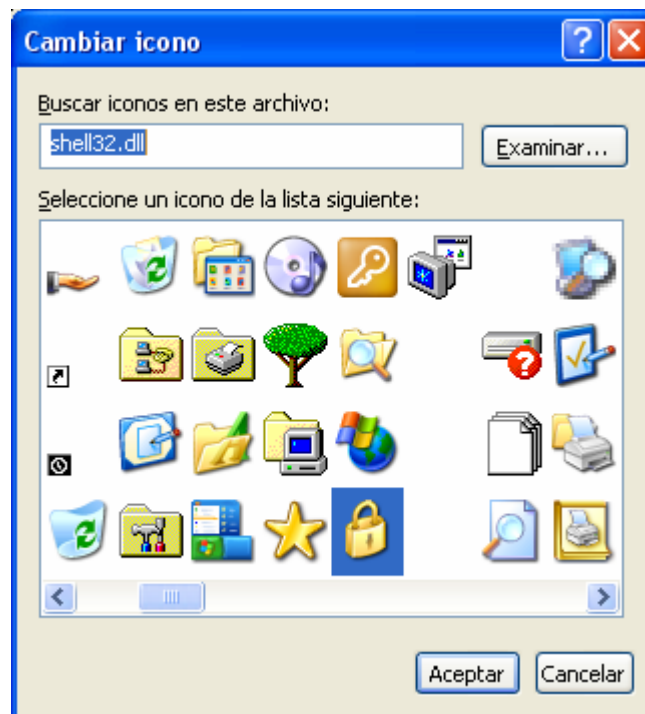 Cambiar icono
Buscar iconos en este archivo:
shell32.dll
Examinar...
Seleccione un icono de la lista siguiente:
Aceptar
Cancelar